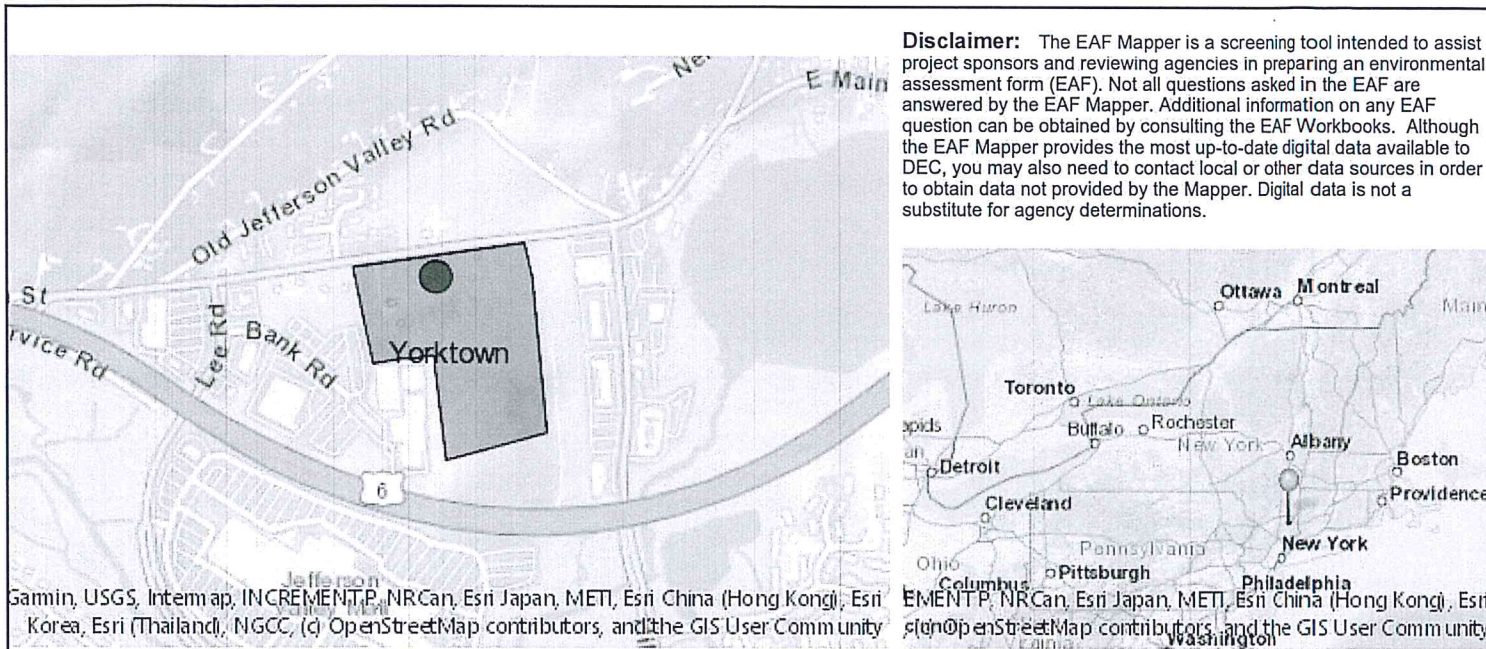 Disclaimer: The EAF Mapper is a screening tool intended to assist
project sponsors and reviewing agencies in preparing an environmental
assessment form (EAF). Not all questions asked in the EAF are
answered by the EAF Mapper. Additional information on any EAF
question can be obtained by consulting the EAF Workbooks. Although
the EAF Mapper provides the most up-to-date digital data available to
DEC, you may also need to contact local or other data sources in order
to obtain data not provided by the Mapper. Digital data is not a
substitute for agency determinations.
E Main
Old Jefferson Valley Rd
St
Lee Rd
Bank Rd
Yorktown
rvice Rd
6
Jefferson
Valley Mall
Garmin, USGS, Intermap, INCREMENT P, NRCan, Esri Japan, METI, Esri China (Hong Kong), Esri
Korea, Esri (Thailand), NGCC, (c) OpenStreetMap contributors, and the GIS User Community
Ottawa
Montreal
Lake Huron
Main
Toronto
Lake Ontario
apids
Buffalo
Rochester
New York
Albany
Detroit
Boston
Providence
Cleveland
Pennsylvania
New York
Ohio
Columbus
Pittsburgh
Philadelphia
EMENT P, NRCan, Esri Japan, METI, Esri China (Hong Kong), Esri
OpenStreetMap contributors, and the GIS User Community
Washington
Virginia